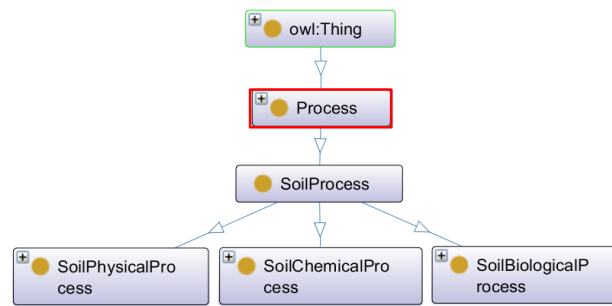 owl:Thing
Process
SoilProcess
SoilPhysicalPro
cess
SoilChemicalPro
cess
SoilBiologicalP
rocess